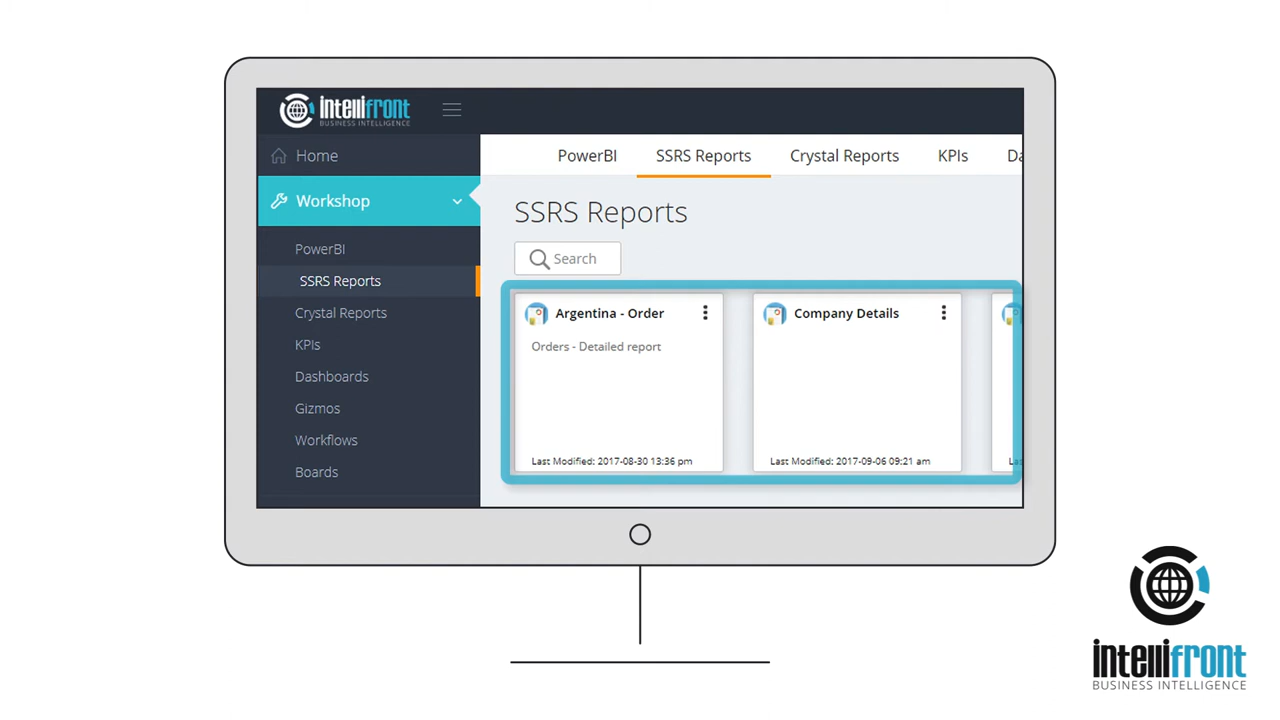 intellifront
BUSINESS INTELLIGENCE
Home
Workshop
PowerBI
SSRS Reports
Crystal Reports
KPIs
Dashboards
Gizmos
Workflows
Boards
PowerBI SSRS Reports Crystal Reports KPIs
SSRS Reports
Search
Argentina - Order
Orders - Detailed report
Last Modified: 2017-08-30 13:36 pm
Company Details
Last Modified: 2017-09-06 09:21 am
intellifront
BUSINESS INTELLIGENCE